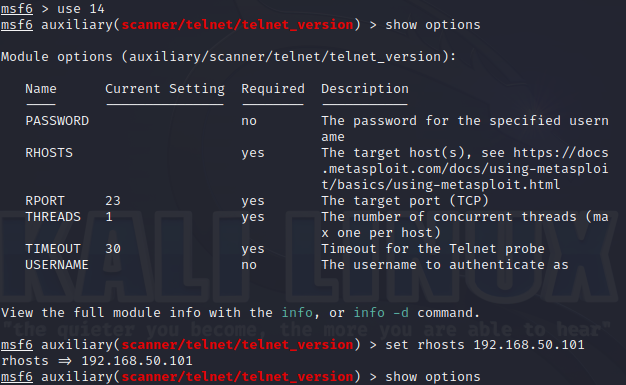 msf6 > use 14
msf6 auxiliary(scanner/telnet/telnet_version) > show options
Module options (auxiliary/scanner/telnet/telnet_version):
Name Current Setting Required Description
---- --------------- -------- -----------
PASSWORD no The password for the specified usern
ame
RHOSTS yes The target host(s), see https://docs
.metasploit.com/docs/using-metasploi
t/basics/using-metasploit.html
RPORT 23 yes The target port (TCP)
THREADS 1 yes The number of concurrent threads (ma
x one per host)
TIMEOUT 30 yes Timeout for the Telnet probe
USERNAME no The username to authenticate as
KALI LINUX
View the full module info with the info, or info -d command.
"the quieter you become, the more you are able to hear"
msf6 auxiliary(scanner/telnet/telnet_version) > set rhosts 192.168.50.101
rhosts => 192.168.50.101
msf6 auxiliary(scanner/telnet/telnet_version) > show options